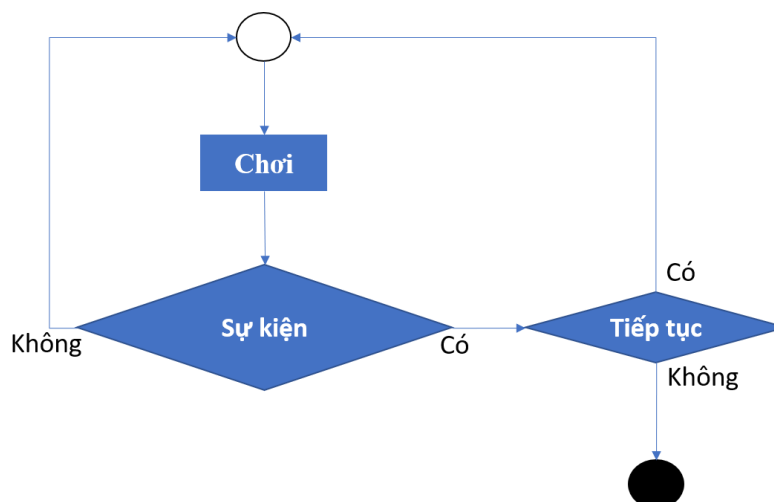 Chơi
Có
Sự kiện
Tiếp tục
Không
Có
Không